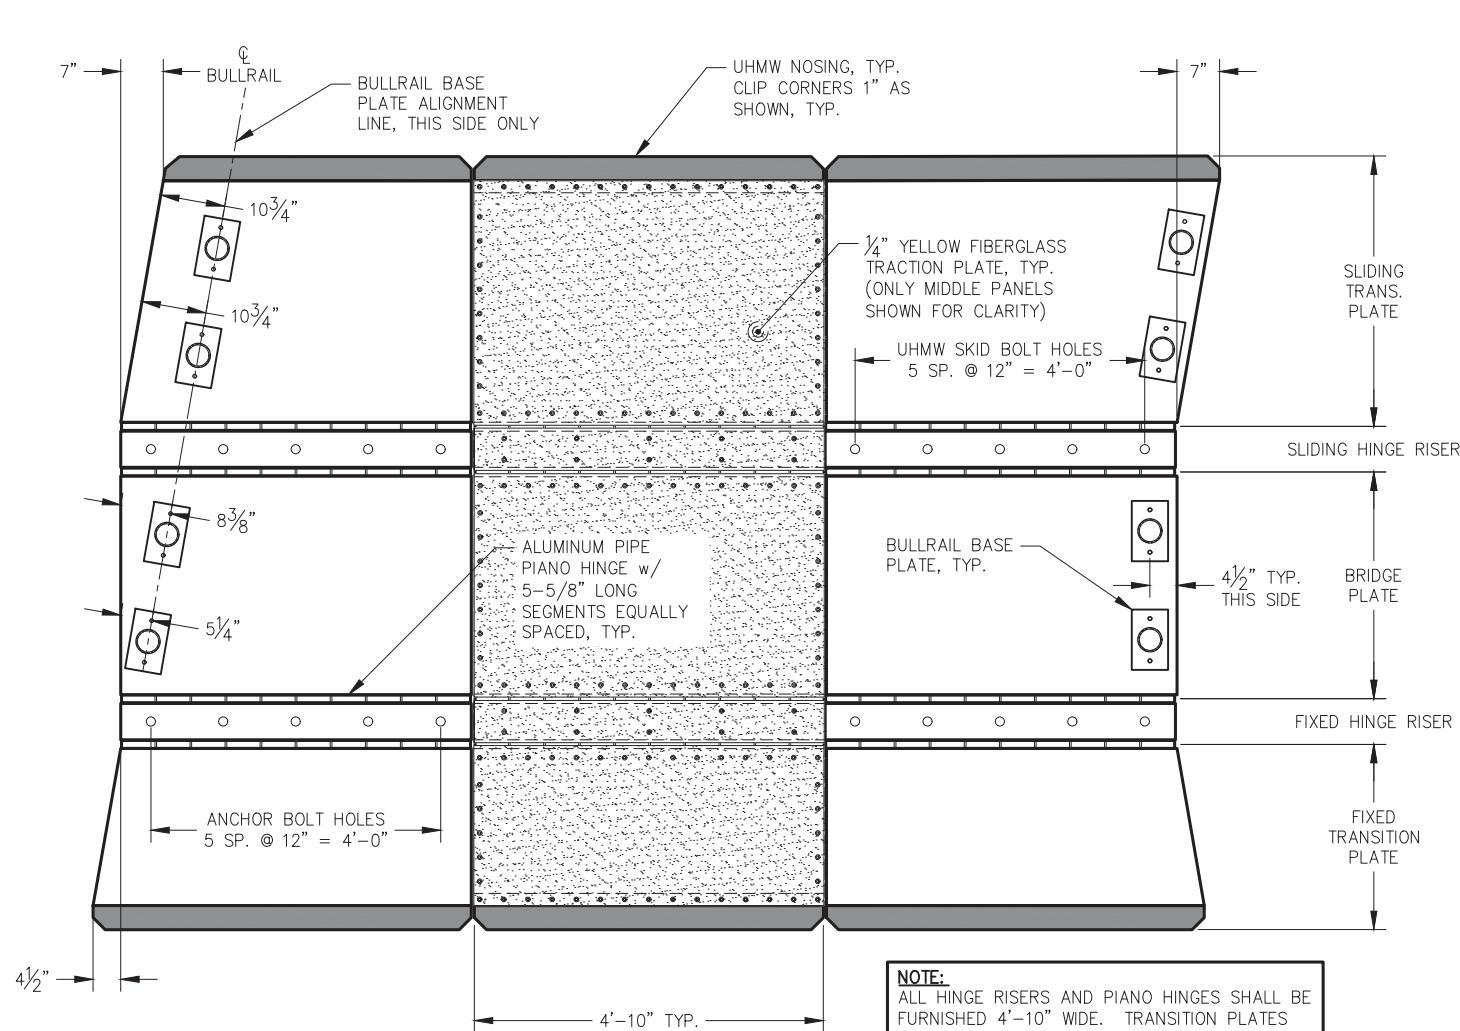 7"
℄
BULLRAIL
BULLRAIL BASE
PLATE ALIGNMENT
LINE, THIS SIDE ONLY
UHMW NOSING, TYP.
CLIP CORNERS 1" AS
SHOWN, TYP.
7"
10¾"
10¾"
¼" YELLOW FIBERGLASS
TRACTION PLATE, TYP.
(ONLY MIDDLE PANELS
SHOWN FOR CLARITY)
UHMW SKID BOLT HOLES
5 SP. @ 12" = 4'-0"
SLIDING
TRANS.
PLATE
SLIDING HINGE RISER
8⅜"
5¼"
ALUMINUM PIPE
PIANO HINGE w/
5-5/8" LONG
SEGMENTS EQUALLY
SPACED, TYP.
BULLRAIL BASE
PLATE, TYP.
4½" TYP.
THIS SIDE
BRIDGE
PLATE
FIXED HINGE RISER
ANCHOR BOLT HOLES
5 SP. @ 12" = 4'-0"
FIXED
TRANSITION
PLATE
4½"
4'-10" TYP.
NOTE:
ALL HINGE RISERS AND PIANO HINGES SHALL BE
FURNISHED 4'-10" WIDE. TRANSITION PLATES